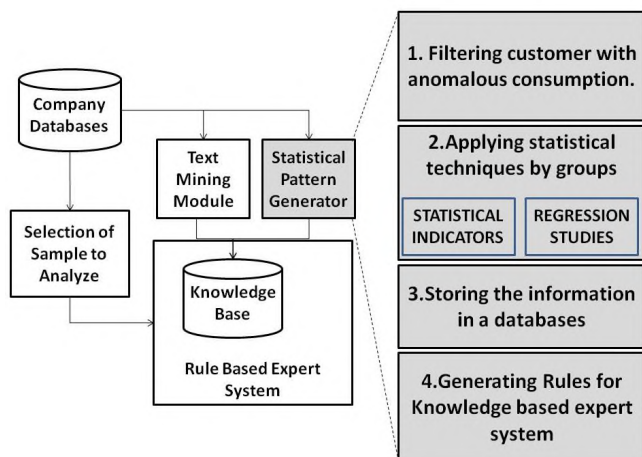 Company
Databases
Text
Mining
Module
Statistical
Pattern
Generator
Selection of
Sample to
Analyze
Knowledge
Base
Rule Based Expert
System
1. Filtering customer with
anomalous consumption.
2.Applying statistical
techniques by groups
STATISTICAL
INDICATORS
REGRESSION
STUDIES
3.Storing the information
in a databases
4.Generating Rules for
Knowledge based expert
system